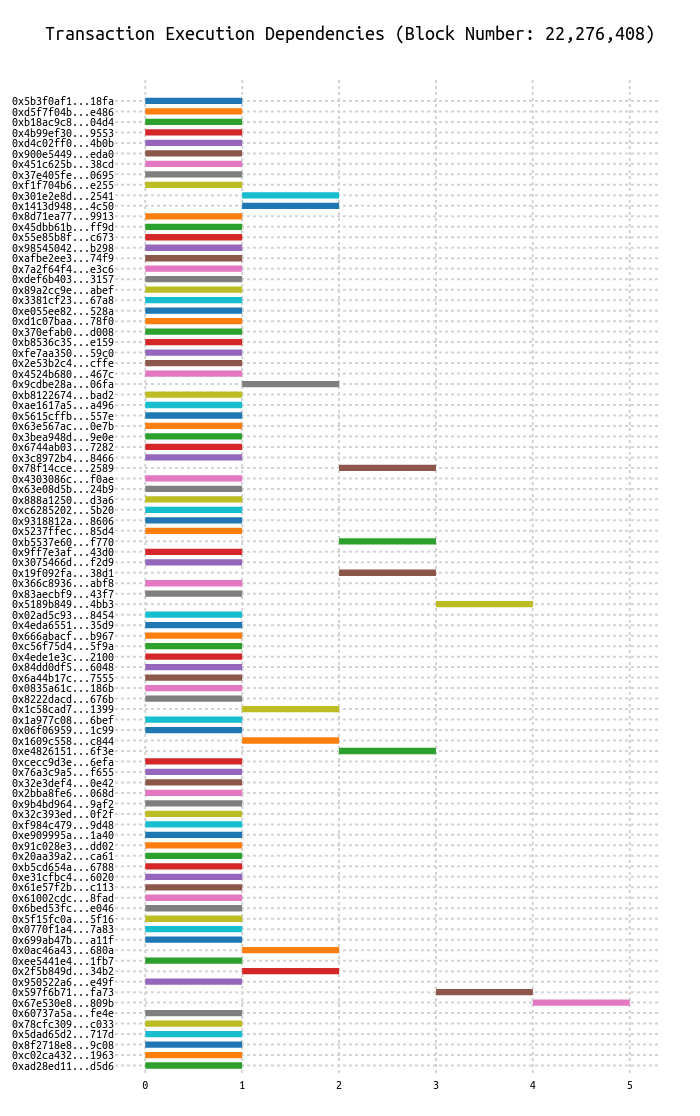 Transaction Execution Dependencies (Block Number: 22,276,408)
0x5b3f0af1...18fa
0xd5f7f04b...e486
0xb18ac9c8...04d4
0x4b99ef30...9553
0xd4c02ff0...4b0b
0x900e5449...eda0
0x451c625b...38cd
0x37e405fe...0695
0xf1f704b6...e255
0x301e2e8d...2541
0x1413d948...4c50
0x8d71ea77...9913
0x45dbb61b...ff9d
0x55e85b8f...c673
0x98545042...b298
0xafbe2ee3...74f9
0x7a2f64f4...e3c6
0xdef6b403...3157
0x89a2cc9e...abef
0x3381cf23...67a8
0xe055ee82...528a
0xd1c07baa...78f0
0x370efab0...d008
0xb8536c35...e159
0xfe7aa350...59c0
0x2e53b2c4...cffe
0x4524b680...467c
0x9cdbe28a...06fa
0xb8122674...bad2
0xae1617a5...a496
0x5615cffb...557e
0x63e567ac...0e7b
0x3bea948d...9e0e
0x6744ab03...7282
0x3c8972b4...8466
0x78f14cce...2589
0x4303086c...f0ae
0x63e08d5b...24b9
0x888a1250...d3a6
0xc6285202...5b20
0x9318812a...8606
0x5237ffec...85d4
0xb5537e60...f770
0x9ff7e3af...43d0
0x3075466d...f2d9
0x19f092fa...38d1
0x366c8936...abf8
0x83aecbf9...43f7
0x5189b849...4bb3
0x02ad5c93...8454
0x4eda6551...35d9
0x666abacf...b967
0xc56f75d4...5f9a
0x4ede1e3c...2100
0x84dd0df5...6048
0x6a44b17c...7555
0x0835a61c...186b
0x8222dacd...676b
0x1c58cad7...1399
0x1a977c08...6bef
0x06f06959...1c99
0x1609c558...c844
0xe4826151...6f3e
0xcecc9d3e...6efa
0x76a3c9a5...f655
0x32e3def4...0e42
0x2bba8fe6...068d
0x9b4bd964...9af2
0x32c393ed...0f2f
0xf984c479...9d48
0xe909995a...1a40
0x91c028e3...dd02
0x20aa39a2...ca61
0xb5cd654a...6788
0xe31cfbc4...6020
0x61e57f2b...c113
0x61002cdc...8fad
0x6bed53fc...e046
0x5f15fc0a...5f16
0x0770f1a4...7a83
0x699ab47b...a11f
0x0ac46a43...680a
0xee5441e4...1fb7
0x2f5b849d...34b2
0x950522a6...e49f
0x597f6b71...fa73
0x67e530e8...809b
0x60737a5a...fe4e
0x78cfc309...c033
0x5dad65d2...717d
0x8f2718e8...9c08
0xc02ca432...1963
0xad28ed11...d5d6
0 1 2 3 4 5